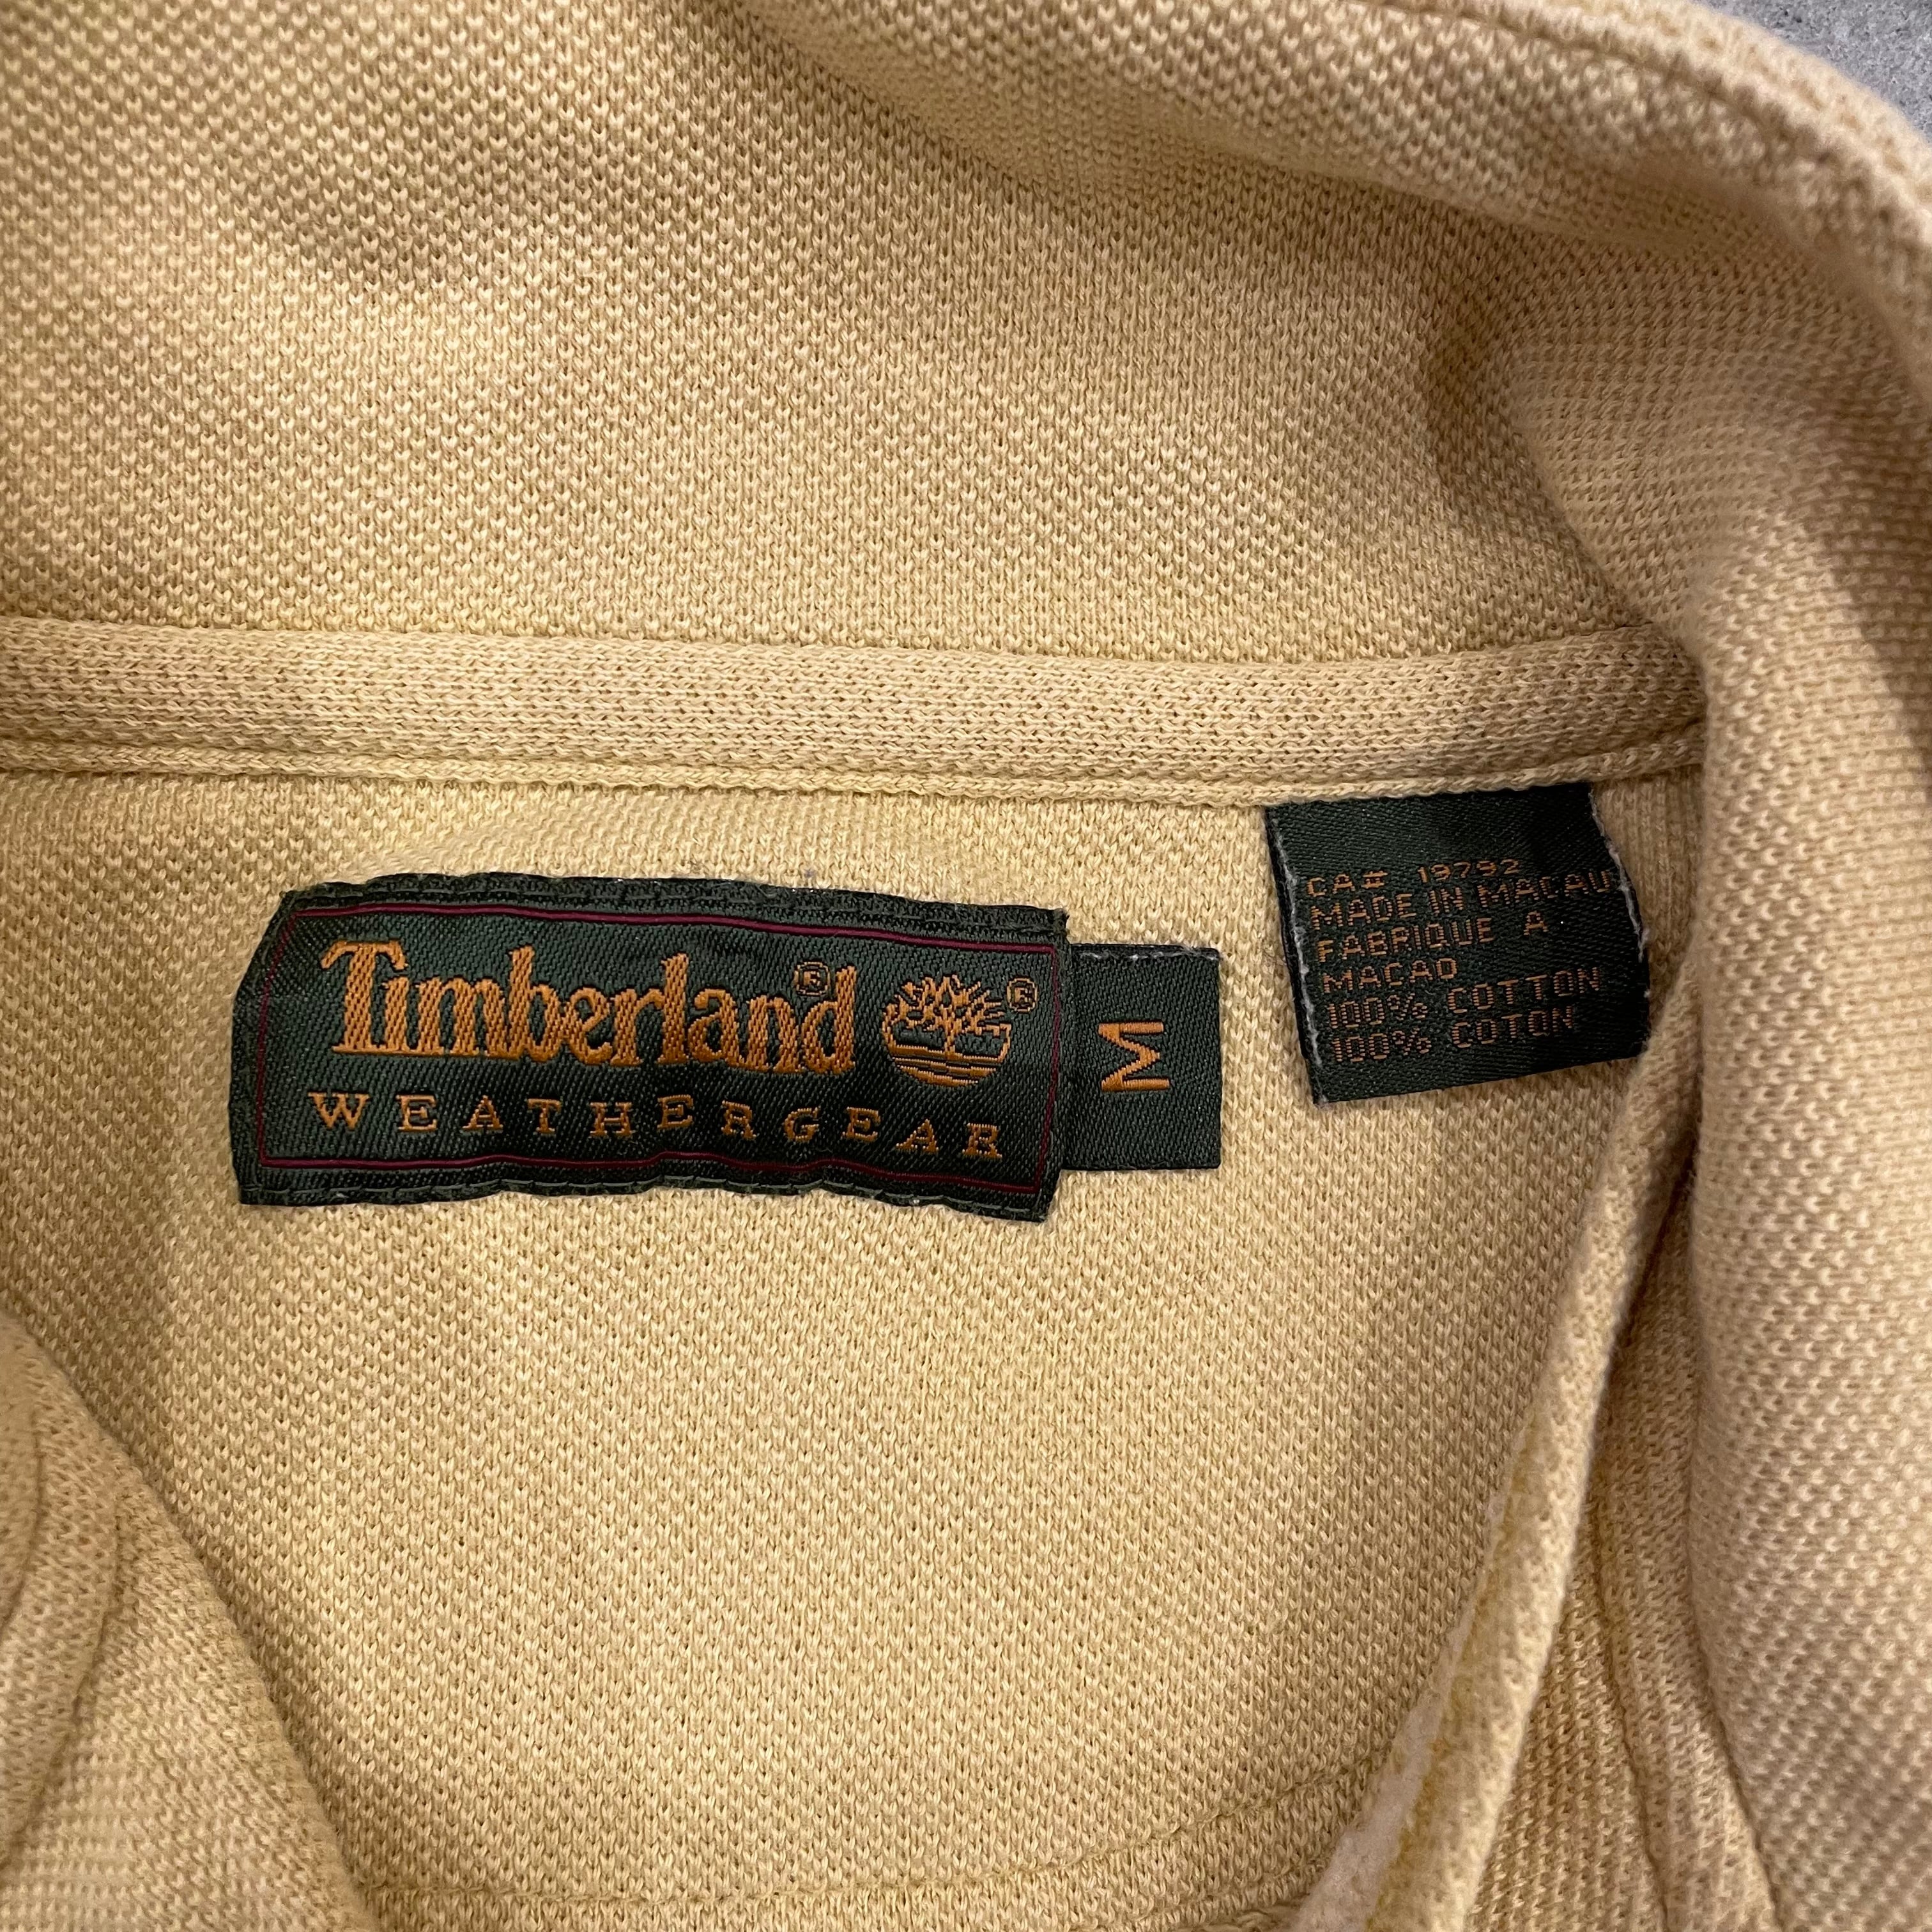 Timberland®®
WEATHERGEAR
M
CA# 19792
MADE IN MACAU
FABRIQUE A
MACAO
100% COTTON
100% COTON